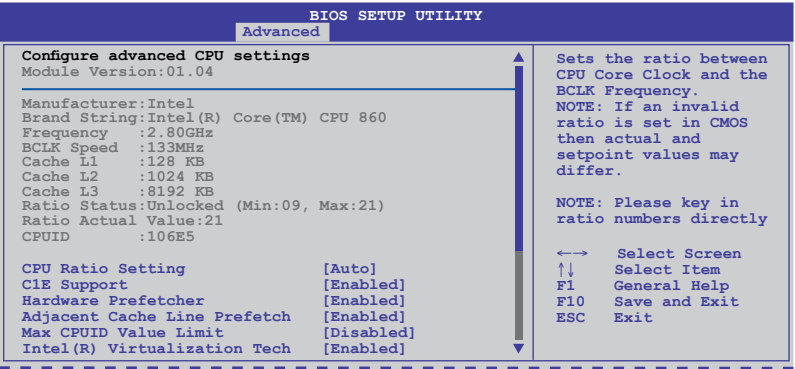 BIOS SETUP UTILITY
Advanced
Configure advanced CPU settings
Module Version:01.04
Manufacturer:Intel
Brand String:Intel(R) Core(TM) CPU 860
Frequency :2.80GHz
BCLK Speed :133MHz
Cache L1 :128 KB
Cache L2 :1024 KB
Cache L3 :8192 KB
Ratio Status:Unlocked (Min:09, Max:21)
Ratio Actual Value:21
CPUID :106E5
CPU Ratio Setting [Auto]
C1E Support [Enabled]
Hardware Prefetcher [Enabled]
Adjacent Cache Line Prefetch [Enabled]
Max CPUID Value Limit [Disabled]
Intel(R) Virtualization Tech [Enabled]
Sets the ratio between
CPU Core Clock and the
BCLK Frequency.
NOTE: If an invalid
ratio is set in CMOS
then actual and
setpoint values may
differ.
NOTE: Please key in
ratio numbers directly
←→ Select Screen
↑↓ Select Item
F1 General Help
F10 Save and Exit
ESC Exit